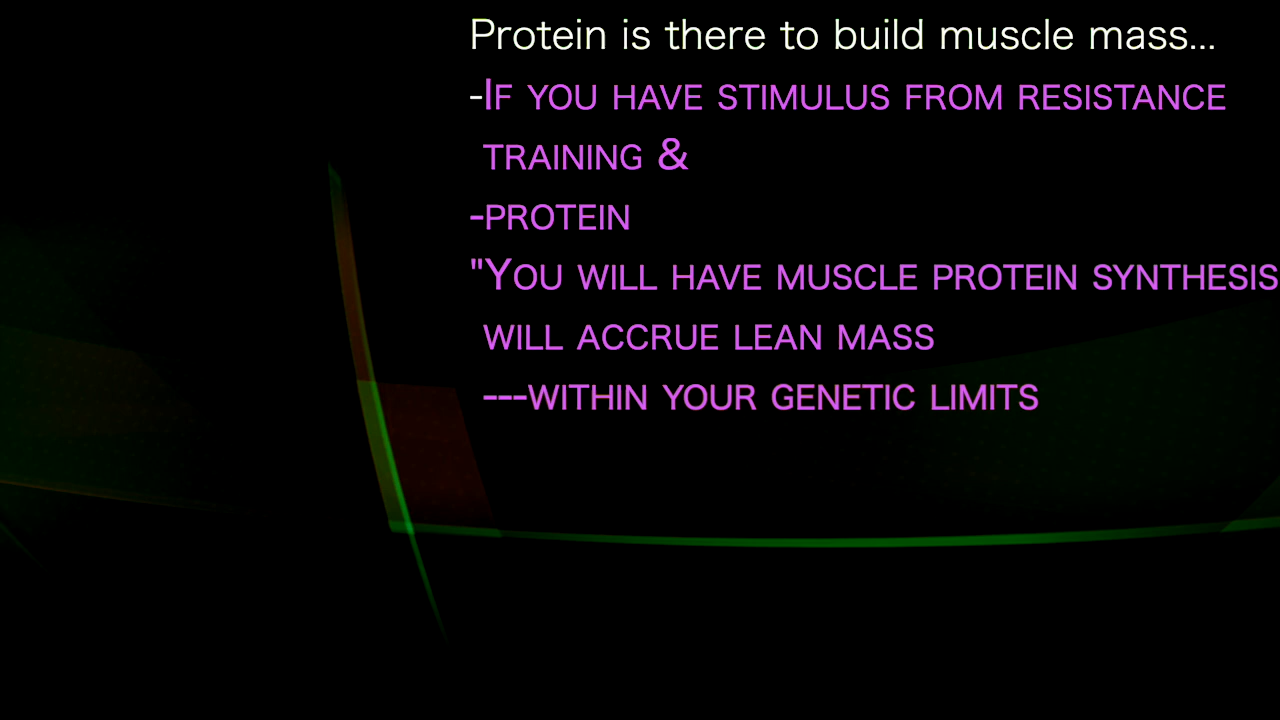 Protein is there to build muscle mass...
-If you have stimulus from resistance
training &
-protein
"You will have muscle protein synthesis
will accrue lean mass
---within your genetic limits